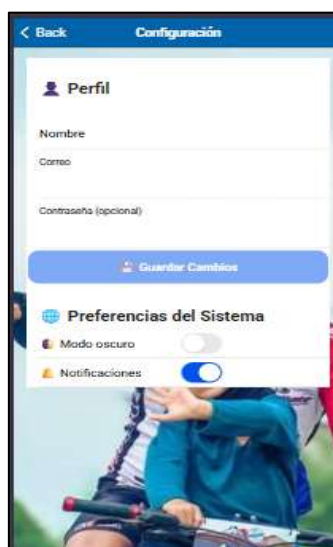 Back Configuración
Perfil
Nombre
Correo
Contraseña (opcional)
Guardar Cambios
Preferencias del Sistema
Modo oscuro
Notificaciones